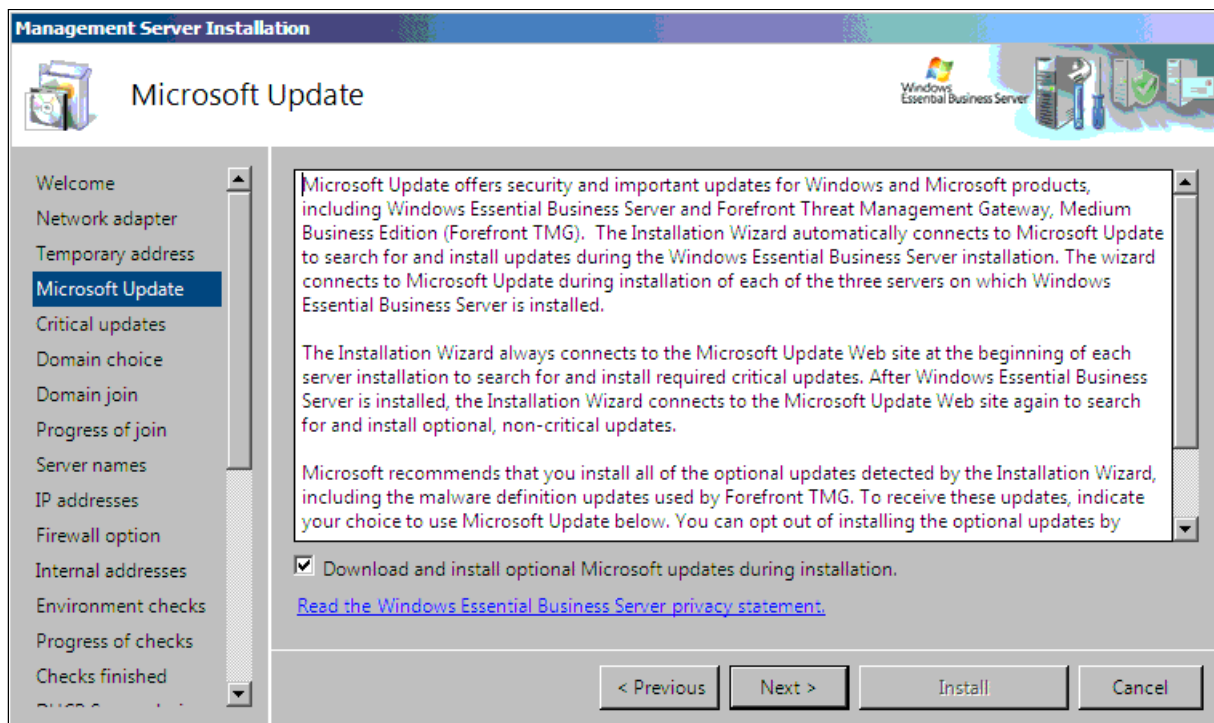 Management Server Installation
Microsoft Update
Windows
Essential Business Server
Welcome
Network adapter
Temporary address
Microsoft Update
Critical updates
Domain choice
Domain join
Progress of join
Server names
IP addresses
Firewall option
Internal addresses
Environment checks
Progress of checks
Checks finished
Microsoft Update offers security and important updates for Windows and Microsoft products,
including Windows Essential Business Server and Forefront Threat Management Gateway, Medium
Business Edition (Forefront TMG). The Installation Wizard automatically connects to Microsoft Update
to search for and install updates during the Windows Essential Business Server installation. The wizard
connects to Microsoft Update during installation of each of the three servers on which Windows
Essential Business Server is installed.
The Installation Wizard always connects to the Microsoft Update Web site at the beginning of each
server installation to search for and install required critical updates. After Windows Essential Business
Server is installed, the Installation Wizard connects to the Microsoft Update Web site again to search
for and install optional, non-critical updates.
Microsoft recommends that you install all of the optional updates detected by the Installation Wizard,
including the malware definition updates used by Forefront TMG. To receive these updates, indicate
your choice to use Microsoft Update below. You can opt out of installing the optional updates by
Download and install optional Microsoft updates during installation.
Read the Windows Essential Business Server privacy statement.
< Previous
Next >
Install
Cancel